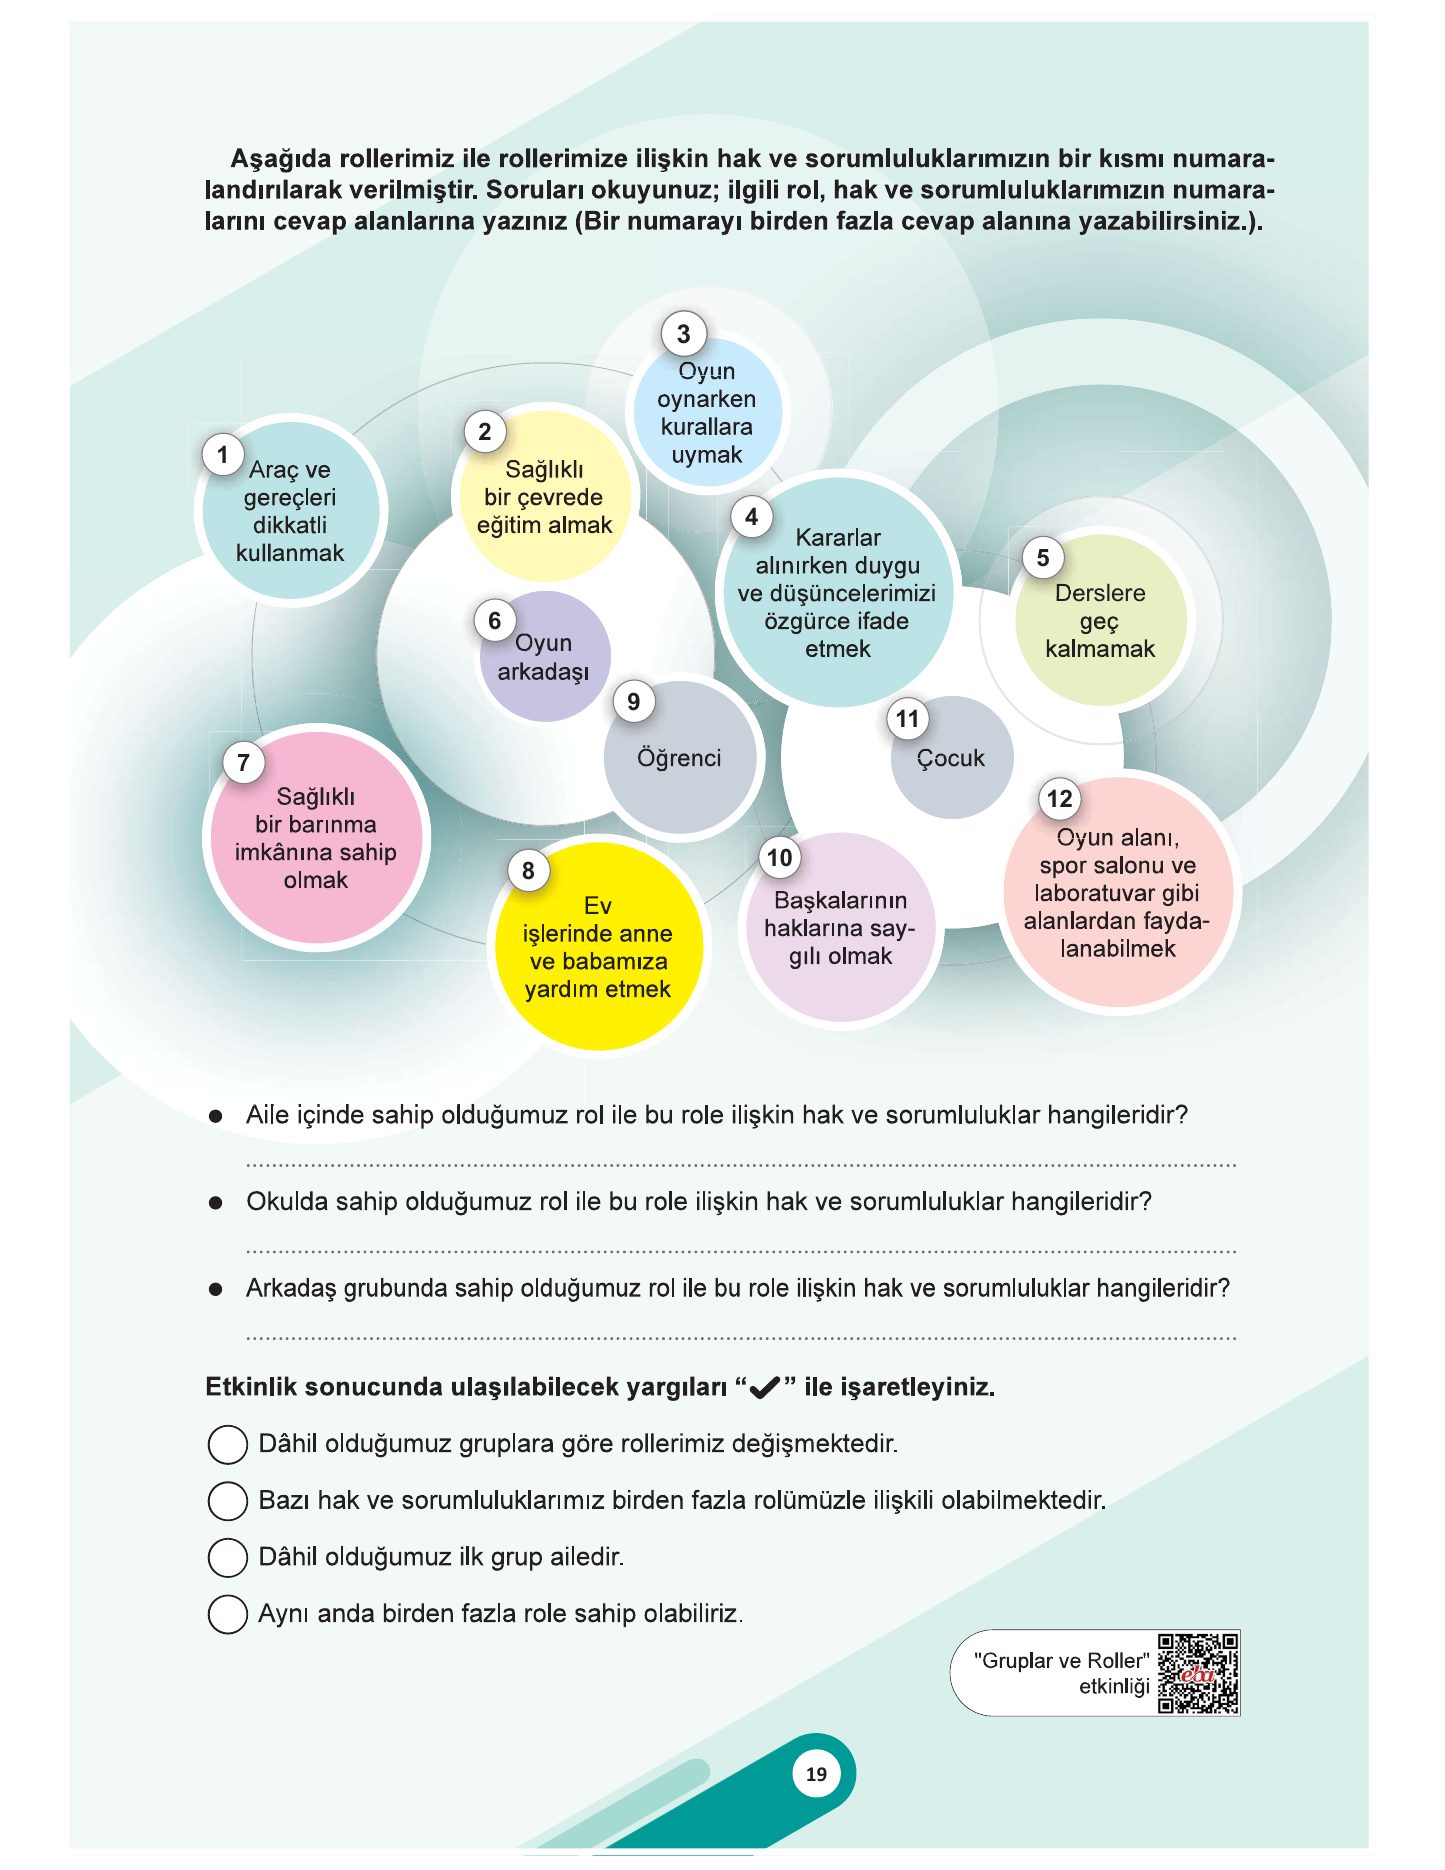 Aşağıda rollerimiz ile rollerimize ilişkin hak ve sorumluluklarımızın bir kısmı numara-
landırılarak verilmiştir. Soruları okuyunuz; ilgili rol, hak ve sorumluluklarımızın numara-
larını cevap alanlarına yazınız (Bir numarayı birden fazla cevap alanına yazabilirsiniz.).
1
Araç ve
gereçleri
dikkatli
kullanmak
2
Sağlıklı
bir çevrede
eğitim almak
3
Oyun
oynarken
kurallara
uymak
4
Kararlar
alınırken duygu
ve düşüncelerimizi
özgürce ifade
etmek
5
Derslere
geç
kalmamak
6
Oyun
arkadaşı
7
Sağlıklı
bir barınma
imkânına sahip
olmak
8
Ev
işlerinde anne
ve babamıza
yardım etmek
9
Öğrenci
10
Başkalarının
haklarına say-
gılı olmak
11
Çocuk
12
Oyun alanı,
spor salonu ve
laboratuvar gibi
alanlardan fayda-
lanabilmek
● Aile içinde sahip olduğumuz rol ile bu role ilişkin hak ve sorumluluklar hangileridir?
● Okulda sahip olduğumuz rol ile bu role ilişkin hak ve sorumluluklar hangileridir?
● Arkadaş grubunda sahip olduğumuz rol ile bu role ilişkin hak ve sorumluluklar hangileridir?
Etkinlik sonucunda ulaşılabilecek yargıları “✔” ile işaretleyiniz.
Dâhil olduğumuz gruplara göre rollerimiz değişmektedir.
Bazı hak ve sorumluluklarımız birden fazla rolümüzle ilişkili olabilmektedir.
Dâhil olduğumuz ilk grup ailedir.
Aynı anda birden fazla role sahip olabiliriz.
"Gruplar ve Roller"
etkinliği
eba
19